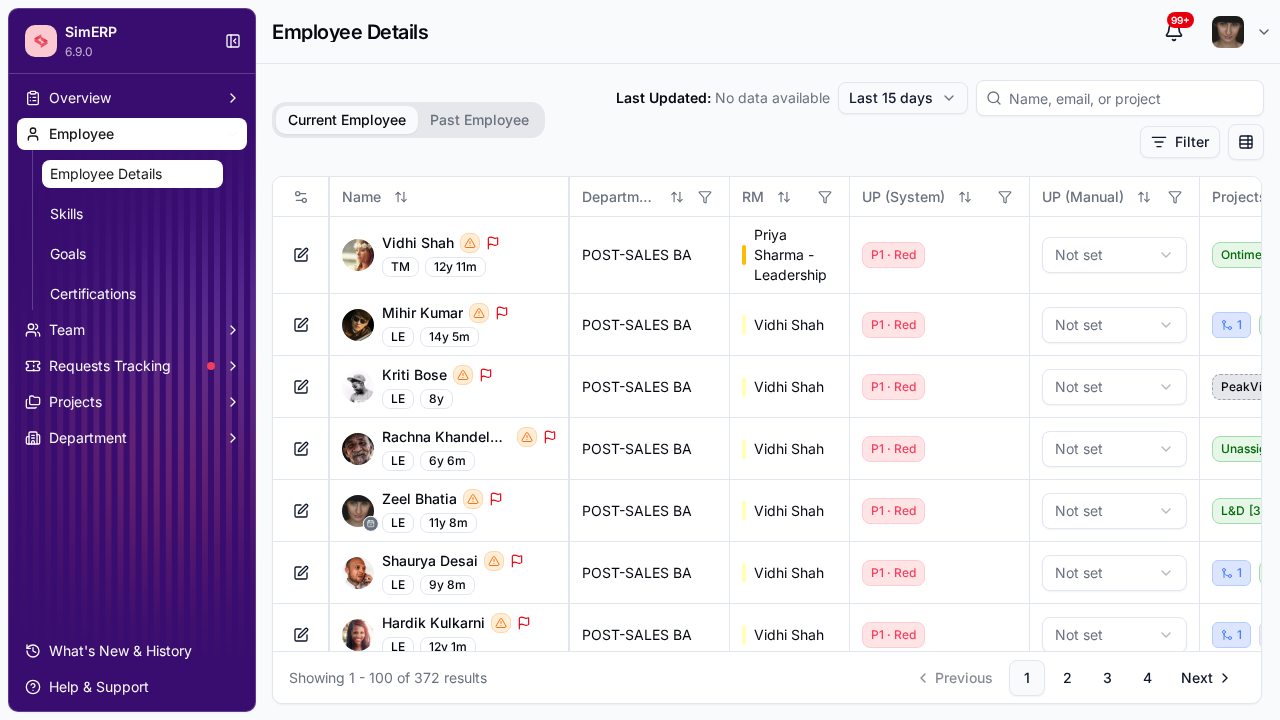 SimERP
6.9.0
Overview
Employee
Employee Details
Skills
Goals
Certifications
Team
Requests Tracking
Projects
Department
What's New & History
Help & Support
Employee Details
99+
Current Employee
Past Employee
Last Updated: No data available
Last 15 days
Name, email, or project
Filter
Name
Departm...
RM
UP (System)
UP (Manual)
Projects
Vidhi Shah
TM
12y 11m
POST-SALES BA
Priya
Sharma -
Leadership
P1 · Red
Not set
Ontime
Mihir Kumar
LE
14y 5m
POST-SALES BA
Vidhi Shah
P1 · Red
Not set
1
Kriti Bose
LE
8y
POST-SALES BA
Vidhi Shah
P1 · Red
Not set
PeakVi
Rachna Khandel...
LE
6y 6m
POST-SALES BA
Vidhi Shah
P1 · Red
Not set
Unassig
Zeel Bhatia
LE
11y 8m
POST-SALES BA
Vidhi Shah
P1 · Red
Not set
L&D [3
Shaurya Desai
LE
9y 8m
POST-SALES BA
Vidhi Shah
P1 · Red
Not set
1
Hardik Kulkarni
LE
12y 1m
POST-SALES BA
Vidhi Shah
P1 · Red
Not set
1
Showing 1 - 100 of 372 results
Previous
1
2
3
4
Next